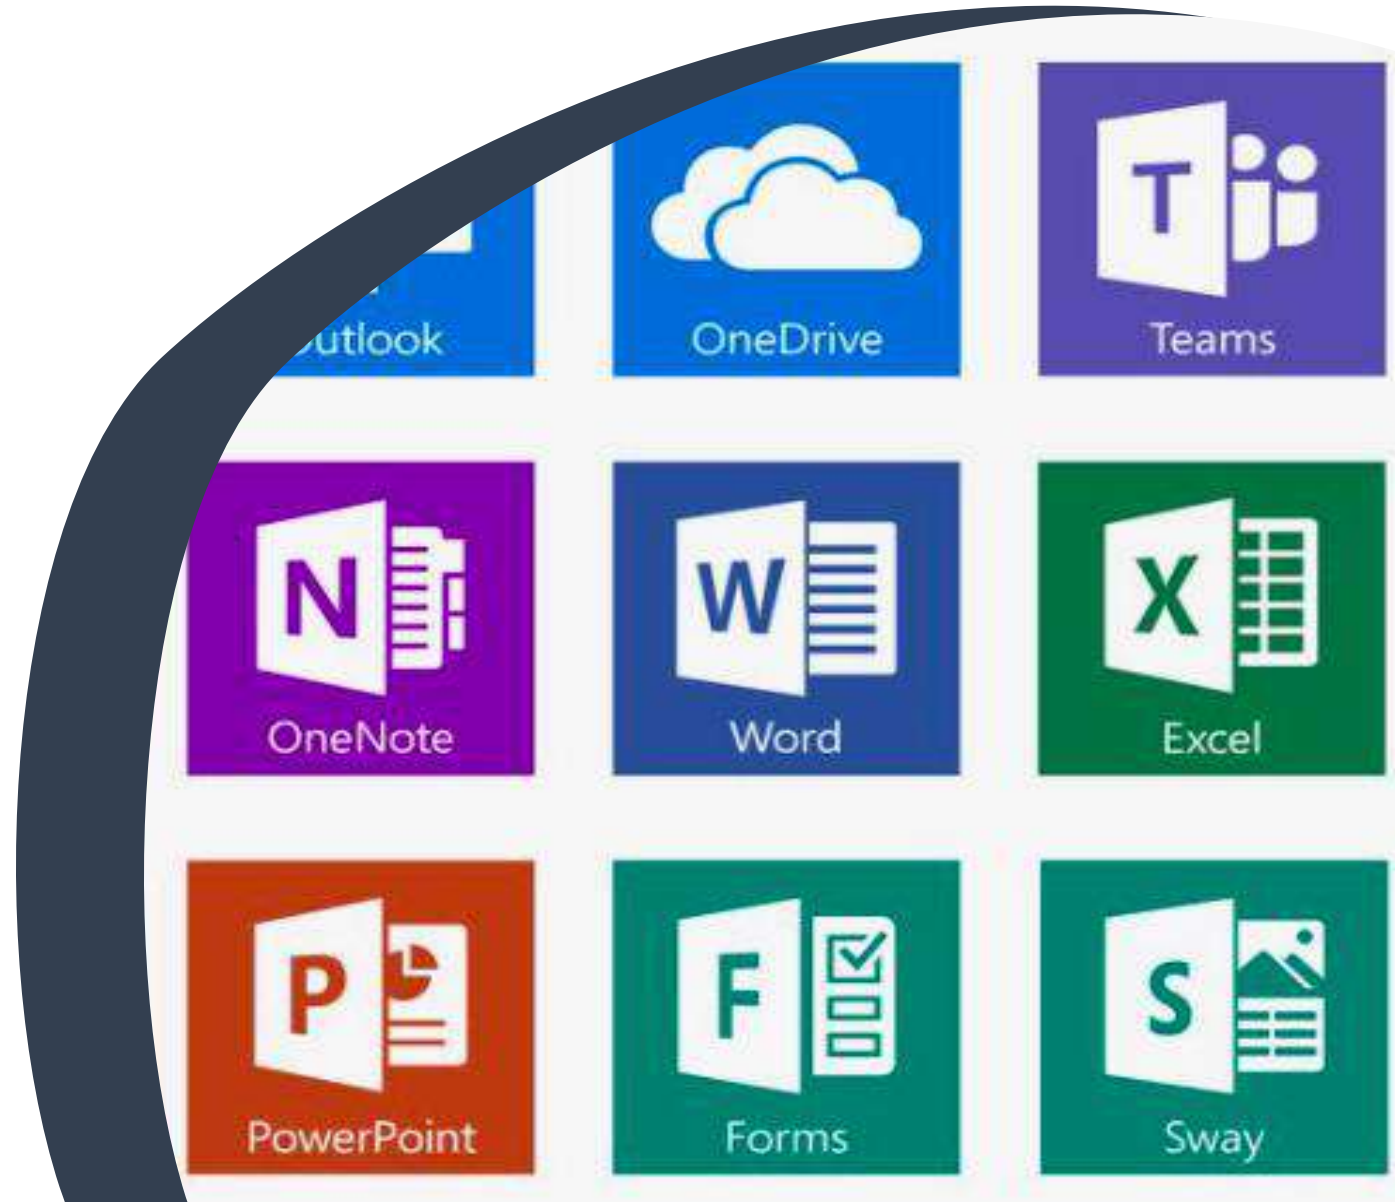 utlook
OneDrive
T
Teams
N
OneNote
W
Word
X
Excel
P
PowerPoint
F
Forms
S
Sway